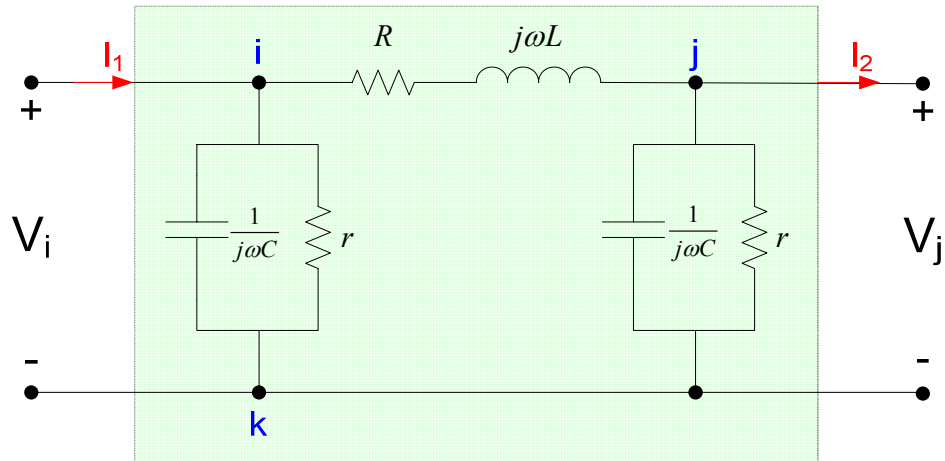 R
jωL
I₁
i
j
I₂
+
+
Vᵢ
1
jωC
r
1
jωC
r
Vⱼ
-
-
k